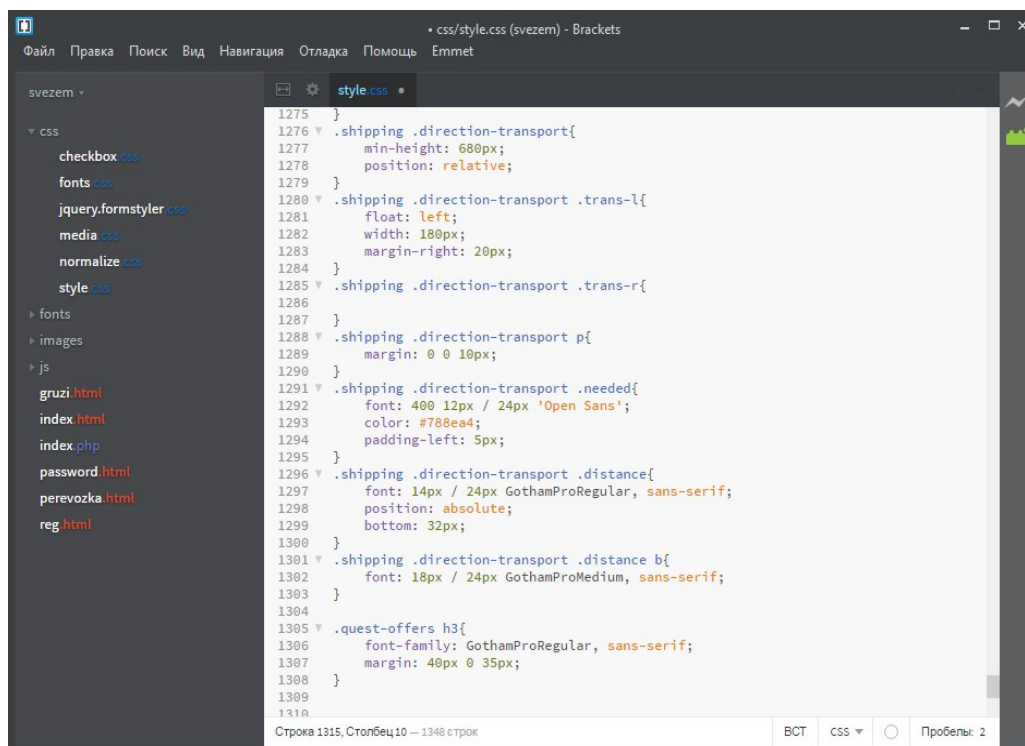 • css/style.css (svezem) - Brackets
Файл Правка Поиск Вид Навигация Отладка Помощь Emmet
svezem
css
checkbox.css
fonts.css
jquery.formstyler.css
media.css
normalize.css
style.css
fonts
images
js
gruzi.html
index.html
index.php
password.html
perevozka.html
reg.html
style.css •
1275 }
1276 .shipping .direction-transport{
1277 min-height: 680px;
1278 position: relative;
1279 }
1280 .shipping .direction-transport .trans-l{
1281 float: left;
1282 width: 180px;
1283 margin-right: 20px;
1284 }
1285 .shipping .direction-transport .trans-r{
1286
1287 }
1288 .shipping .direction-transport p{
1289 margin: 0 0 10px;
1290 }
1291 .shipping .direction-transport .needed{
1292 font: 400 12px / 24px 'Open Sans';
1293 color: #788ea4;
1294 padding-left: 5px;
1295 }
1296 .shipping .direction-transport .distance{
1297 font: 14px / 24px GothamProRegular, sans-serif;
1298 position: absolute;
1299 bottom: 32px;
1300 }
1301 .shipping .direction-transport .distance b{
1302 font: 18px / 24px GothamProMedium, sans-serif;
1303 }
1304
1305 .quest-offers h3{
1306 font-family: GothamProRegular, sans-serif;
1307 margin: 40px 0 35px;
1308 }
1309
1310
Строка 1315, Столбец 10 — 1348 строк ВСТ CSS Пробелы: 2